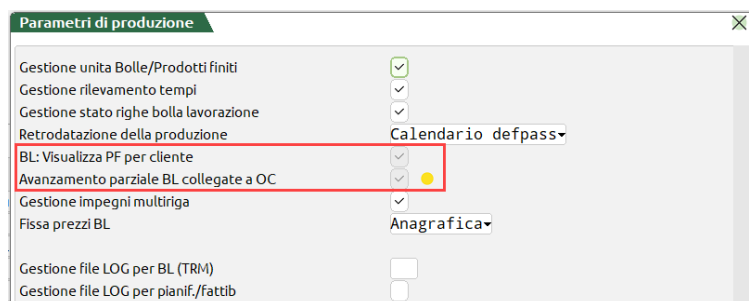 Parametri di produzione
Gestione unita Bolle/Prodotti finiti
Gestione rilevamento tempi
Gestione stato righe bolla lavorazione
Retrodatazione della produzione Calendario defpass
BL: Visualizza PF per cliente
Avanzamento parziale BL collegate a OC
Gestione impegni multiriga
Fissa prezzi BL Anagrafica
Gestione file LOG per BL (TRM)
Gestione file LOG per pianif./fattib